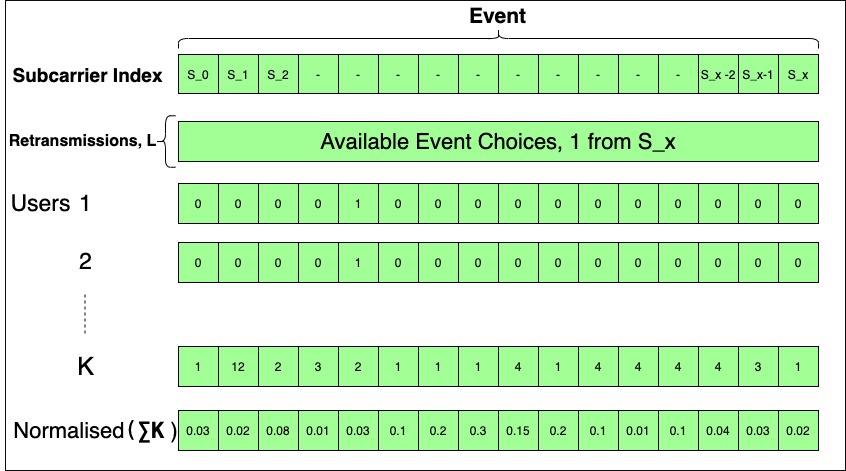 Event
Subcarrier Index S_0 S_1 S_2 - - - - - - - - - - S_x -2 S_x-1 S_x
Retransmissions, L Available Event Choices, 1 from S_x
Users 1 0 0 0 0 1 0 0 0 0 0 0 0 0 0 0 0
2 0 0 0 0 1 0 0 0 0 0 0 0 0 0 0 0
K 1 12 2 3 2 1 1 1 4 1 4 4 4 4 3 1
Normalised (∑K ) 0.03 0.02 0.08 0.01 0.03 0.1 0.2 0.3 0.15 0.2 0.1 0.01 0.1 0.04 0.03 0.02